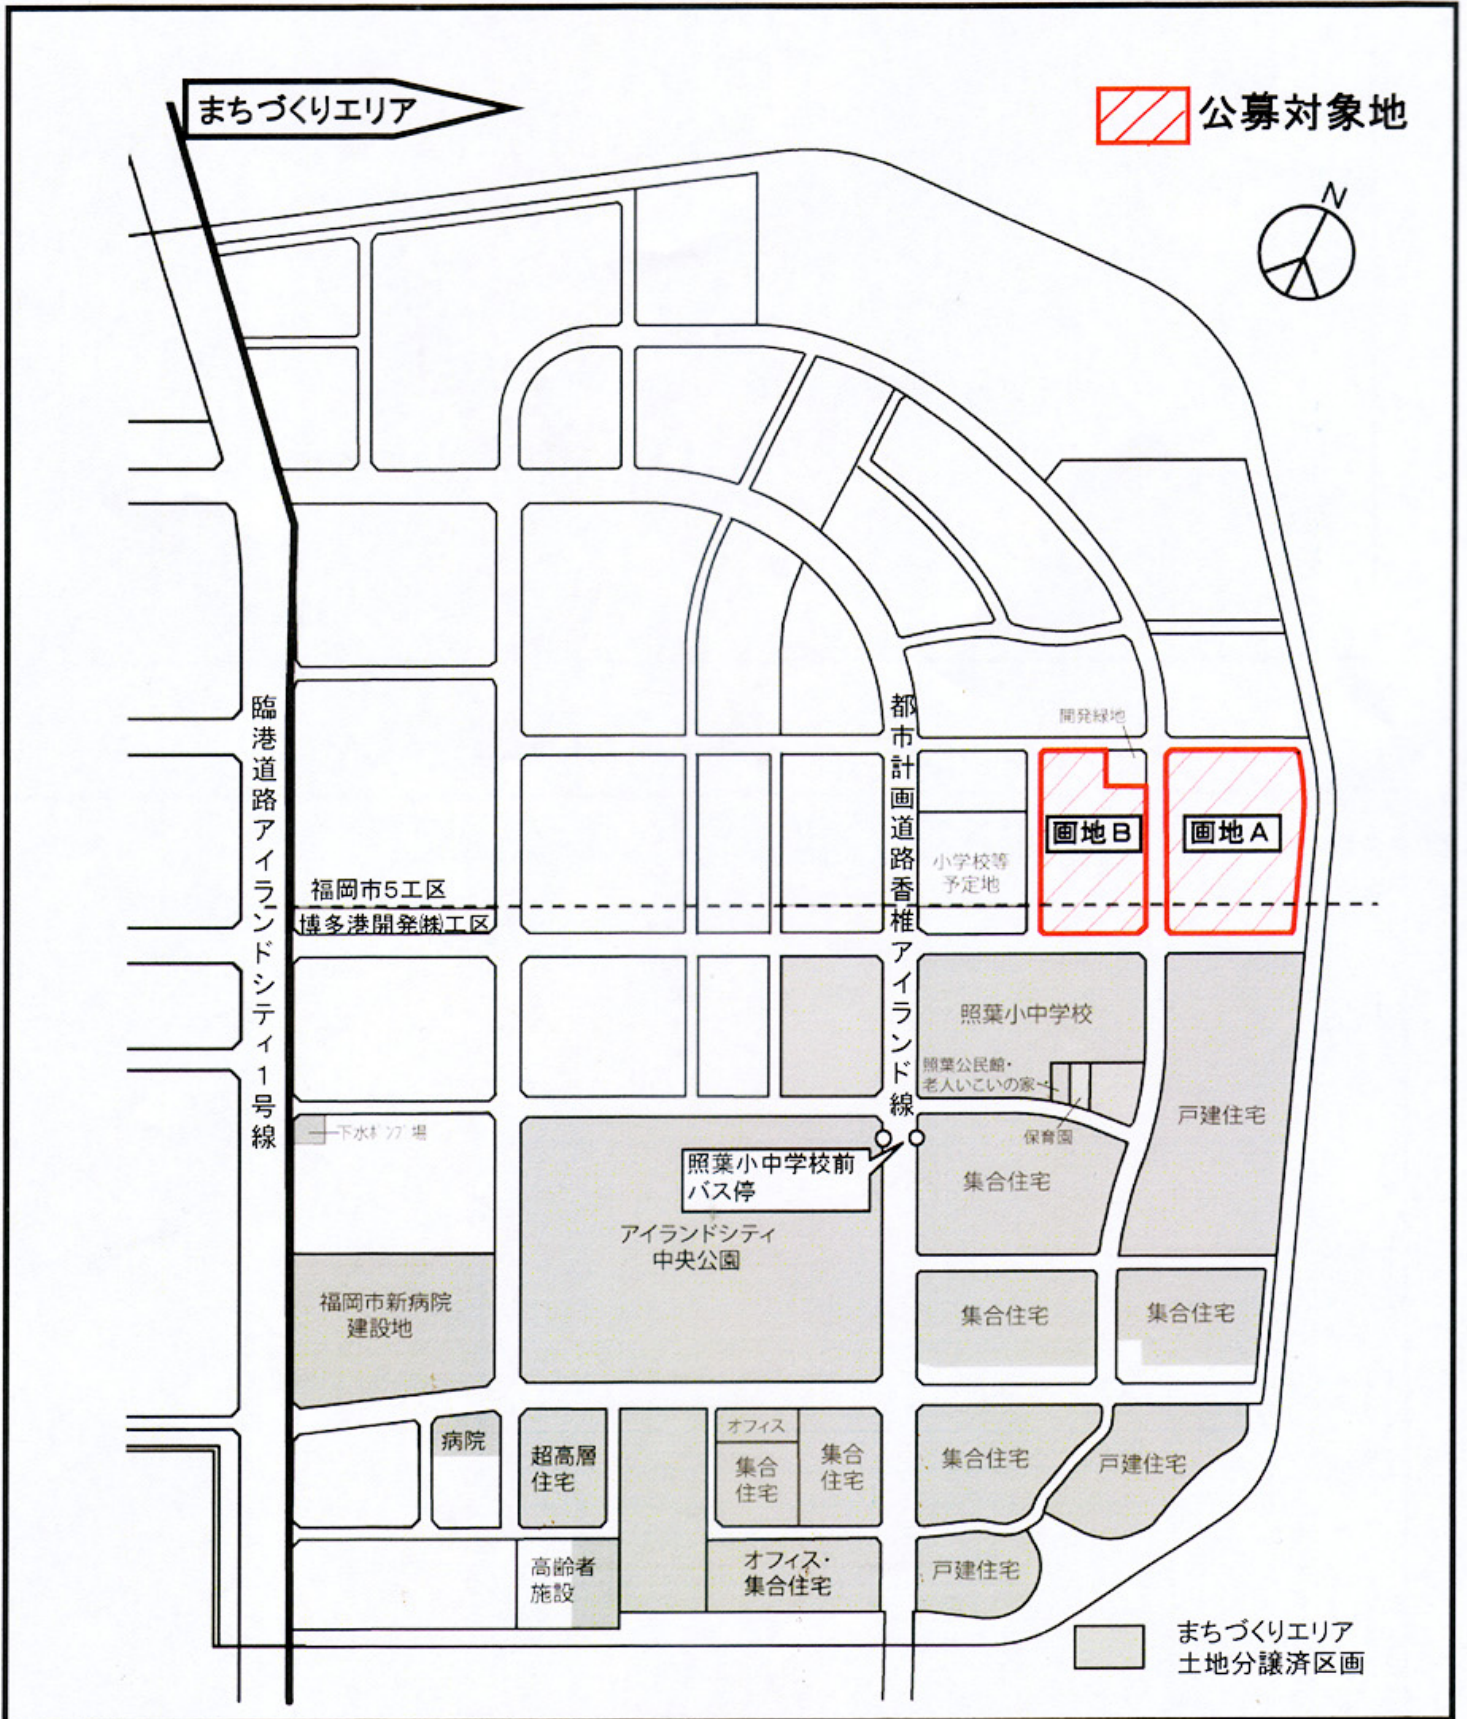 まちづくりエリア
公募対象地
N
臨港道路アイランドシティ1号線
都市計画道路香椎アイランド線
開発緑地
画地B
画地A
小学校等
予定地
福岡市5工区
博多港開発㈱工区
照葉小中学校
照葉公民館・
老人いこいの家
保育園
戸建住宅
下水ポンプ場
照葉小中学校前
バス停
集合住宅
アイランドシティ
中央公園
福岡市新病院
建設地
集合住宅
集合住宅
病院
超高層
住宅
オフィス
集合
住宅
集合
住宅
集合住宅
戸建住宅
高齢者
施設
オフィス・
集合住宅
戸建住宅
まちづくりエリア
土地分譲済区画